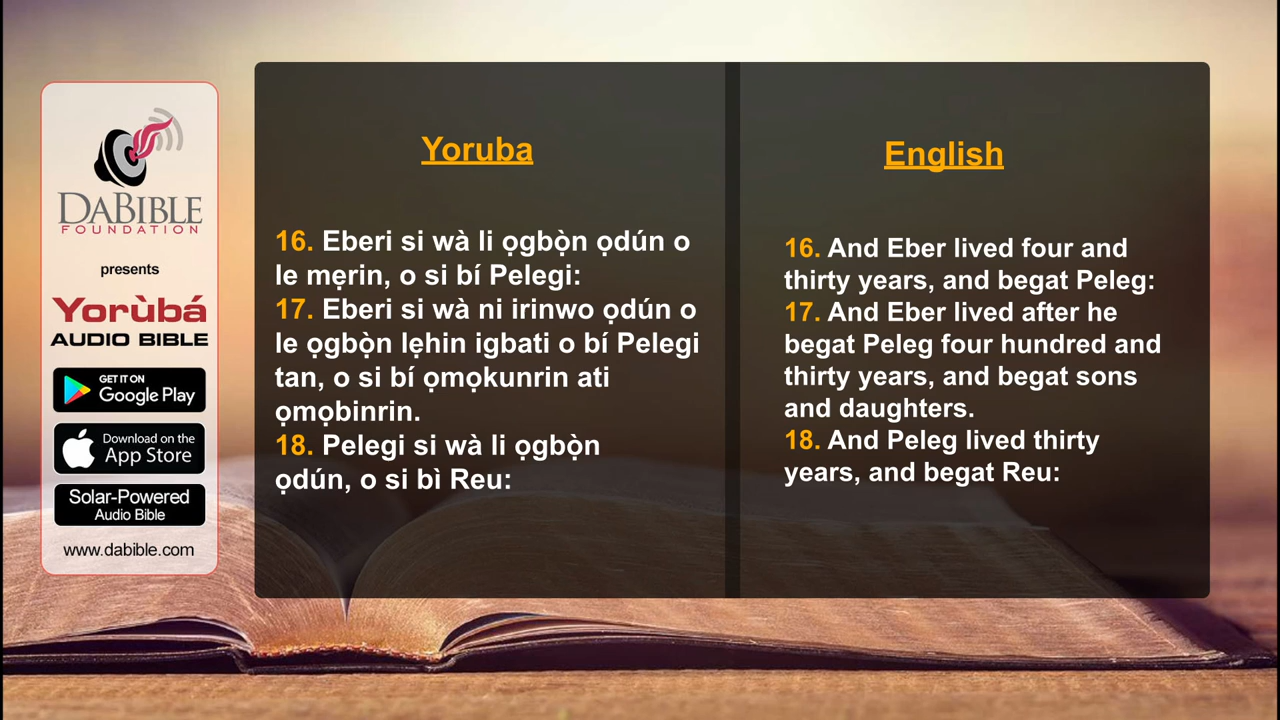 DABIBLE
FOUNDATION
presents
Yorùbá
AUDIO BIBLE
GET IT ON
Google Play
Download on the
App Store
Solar-Powered
Audio Bible
www.dabible.com
Yoruba
16. Eberi si wà li ọgbọ̀n ọdún o
le mẹrin, o si bí Pelegi:
17. Eberi si wà ni irinwo ọdún o
le ọgbọ̀n lẹhin igbati o bí Pelegi
tan, o si bí ọmọkunrin ati
ọmọbinrin.
18. Pelegi si wà li ọgbọ̀n
ọdún, o si bì Reu:
English
16. And Eber lived four and
thirty years, and begat Peleg:
17. And Eber lived after he
begat Peleg four hundred and
thirty years, and begat sons
and daughters.
18. And Peleg lived thirty
years, and begat Reu: